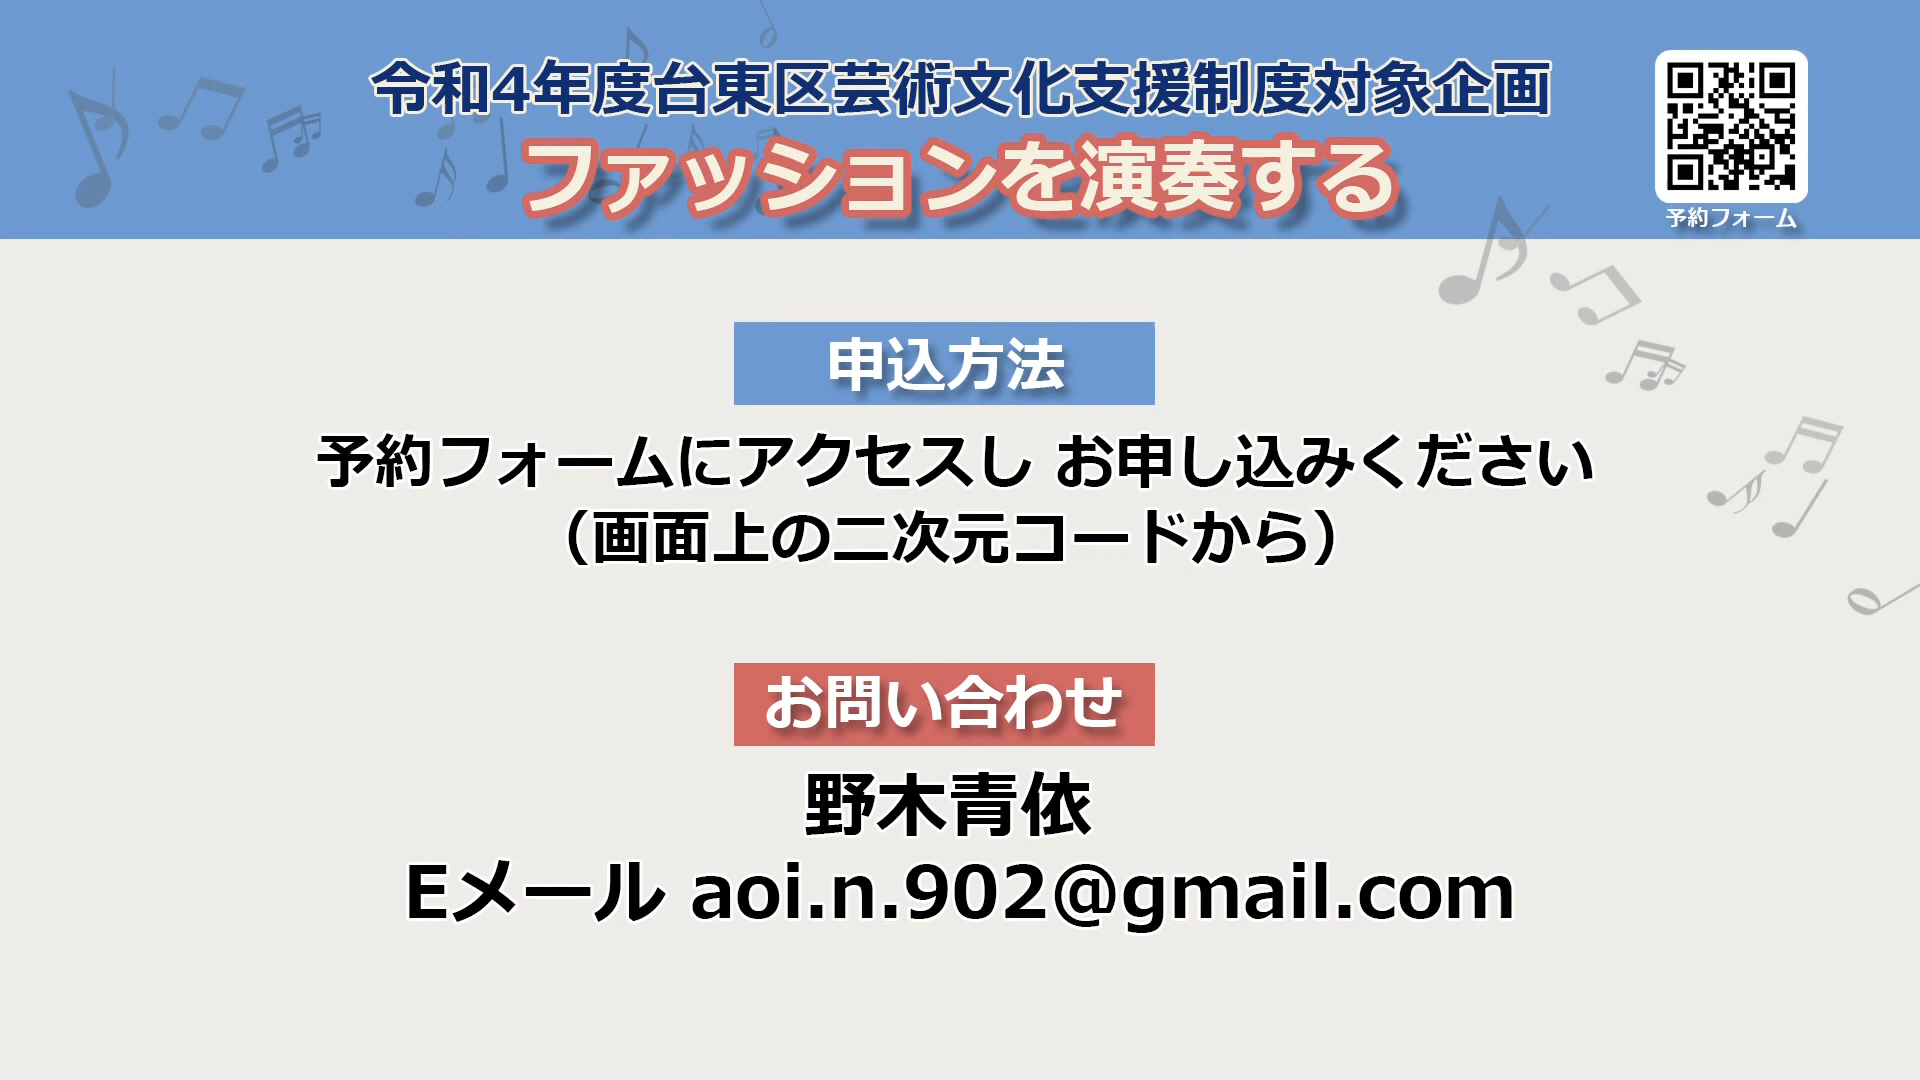 令和4年度台東区芸術文化支援制度対象企画
ファッションを演奏する
予約フォーム
申込方法
予約フォームにアクセスし お申し込みください
（画面上の二次元コードから）
お問い合わせ
野木青依
Eメール aoi.n.902@gmail.com